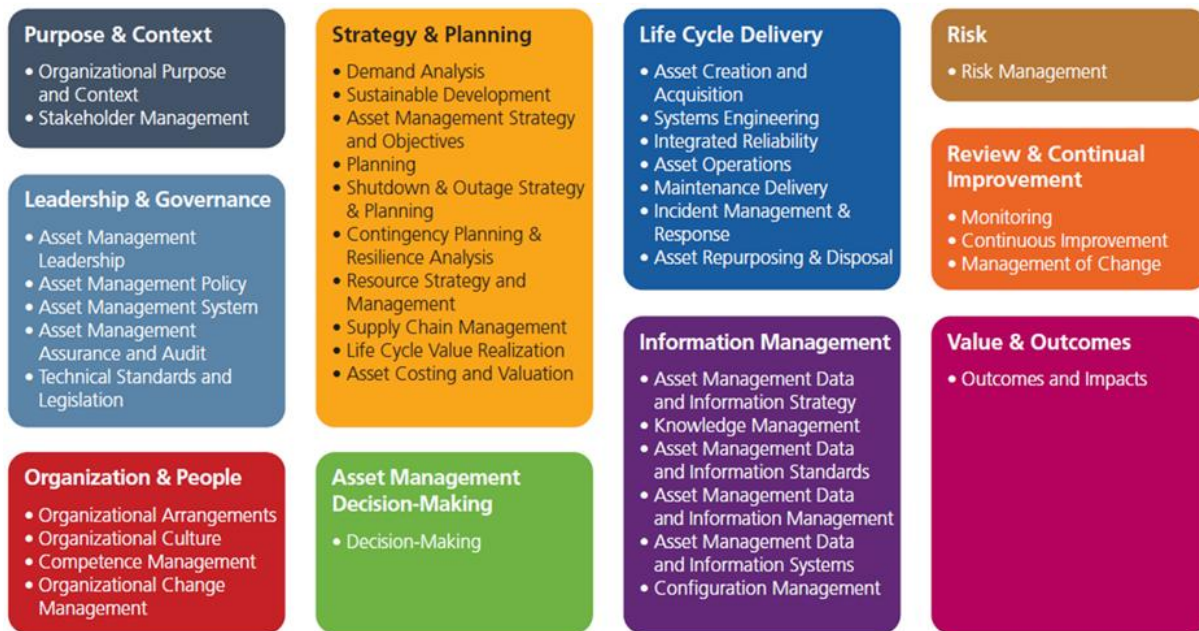 Purpose & Context
• Organizational Purpose
and Context
• Stakeholder Management
Leadership & Governance
• Asset Management
Leadership
• Asset Management Policy
• Asset Management System
• Asset Management
Assurance and Audit
• Technical Standards and
Legislation
Organization & People
• Organizational Arrangements
• Organizational Culture
• Competence Management
• Organizational Change
Management
Strategy & Planning
• Demand Analysis
• Sustainable Development
• Asset Management Strategy
and Objectives
• Planning
• Shutdown & Outage Strategy
& Planning
• Contingency Planning &
Resilience Analysis
• Resource Strategy and
Management
• Supply Chain Management
• Life Cycle Value Realization
• Asset Costing and Valuation
Asset Management
Decision-Making
• Decision-Making
Life Cycle Delivery
• Asset Creation and
Acquisition
• Systems Engineering
• Integrated Reliability
• Asset Operations
• Maintenance Delivery
• Incident Management &
Response
• Asset Repurposing & Disposal
Information Management
• Asset Management Data
and Information Strategy
• Knowledge Management
• Asset Management Data
and Information Standards
• Asset Management Data
and Information Management
• Asset Management Data
and Information Systems
• Configuration Management
Risk
• Risk Management
Review & Continual
Improvement
• Monitoring
• Continuous Improvement
• Management of Change
Value & Outcomes
• Outcomes and Impacts